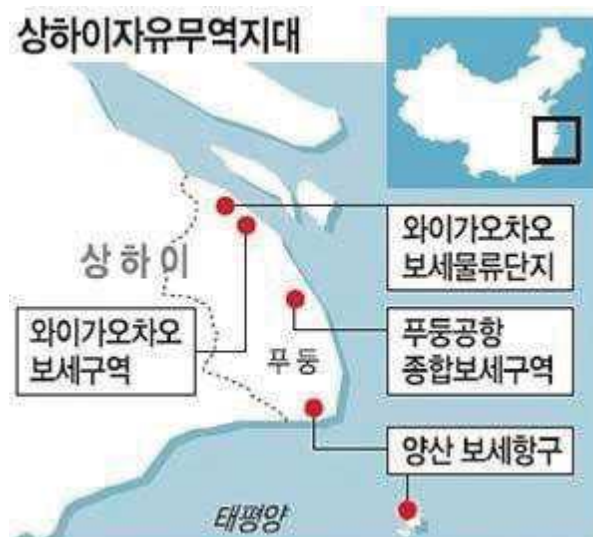 상하이자유무역지대
와이가오차오
보세물류단지
상하이
와이가오차오
보세구역
푸둥공항
종합보세구역
푸둥
양산 보세항구
태평양